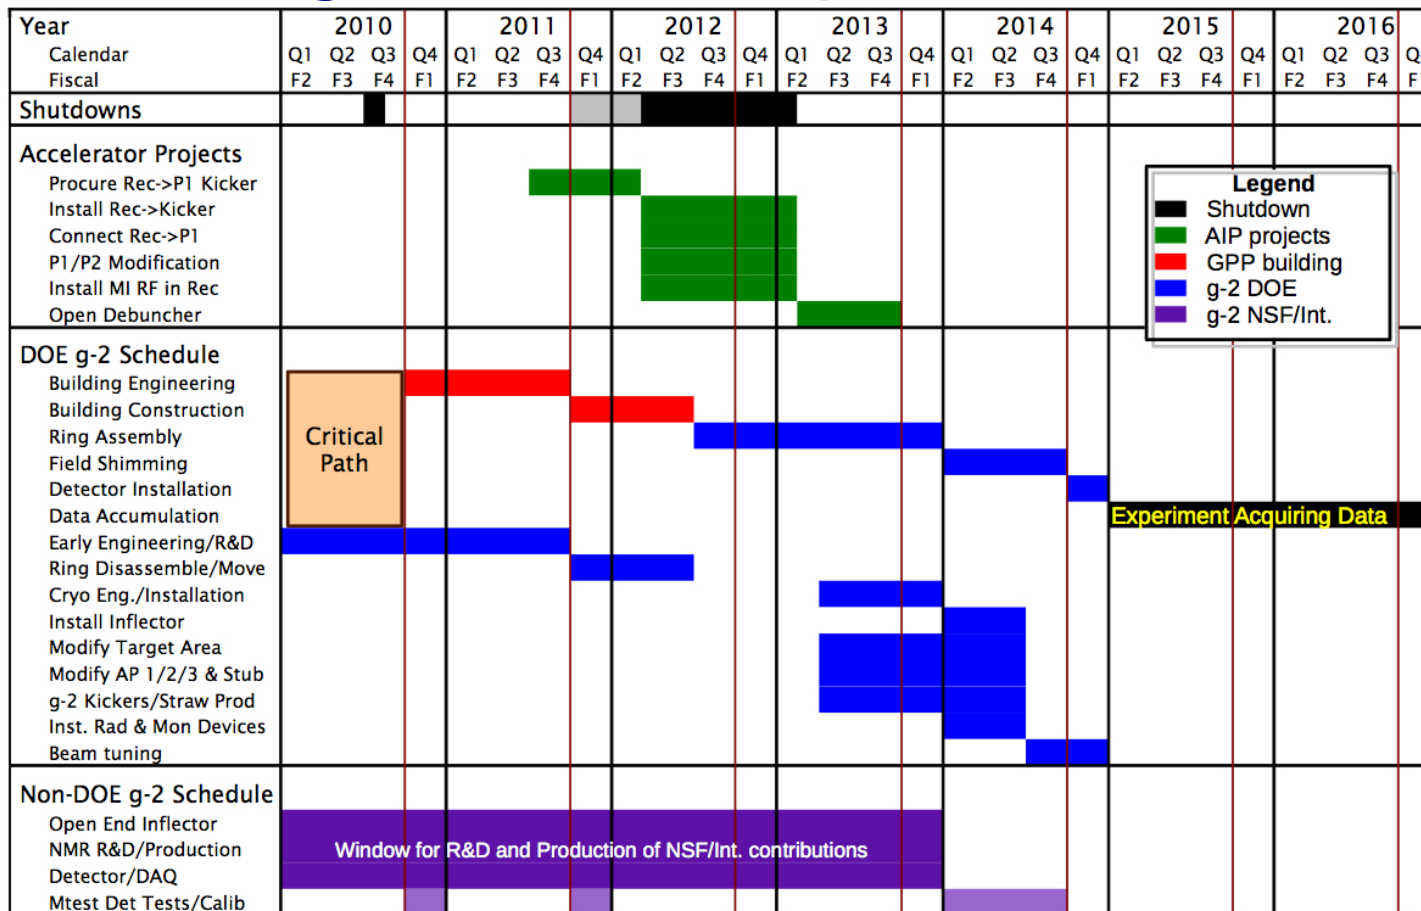 Year 2010 2011 2012 2013 2014 2015 2016
Calendar Q1 Q2 Q3 Q4 Q1 Q2 Q3 Q4 Q1 Q2 Q3 Q4 Q1 Q2 Q3 Q4 Q1 Q2 Q3 Q4 Q1 Q2 Q3 Q4 Q1 Q2 Q3
Fiscal F2 F3 F4 F1 F2 F3 F4 F1 F2 F3 F4 F1 F2 F3 F4 F1 F2 F3 F4 F1 F2 F3 F4 F1 F2 F3 F4
Shutdowns
Accelerator Projects
Procure Rec->P1 Kicker
Install Rec->Kicker
Connect Rec->P1
P1/P2 Modification
Install MI RF in Rec
Open Debuncher
Legend
Shutdown
AIP projects
GPP building
g-2 DOE
g-2 NSF/Int.
DOE g-2 Schedule
Building Engineering
Building Construction
Ring Assembly
Field Shimming
Detector Installation
Data Accumulation
Critical
Path
Experiment Acquiring Data
Early Engineering/R&D
Ring Disassemble/Move
Cryo Eng./Installation
Install Inflector
Modify Target Area
Modify AP 1/2/3 & Stub
g-2 Kickers/Straw Prod
Inst. Rad & Mon Devices
Beam tuning
Non-DOE g-2 Schedule
Open End Inflector
NMR R&D/Production
Window for R&D and Production of NSF/Int. contributions
Detector/DAQ
Mtest Det Tests/Calib